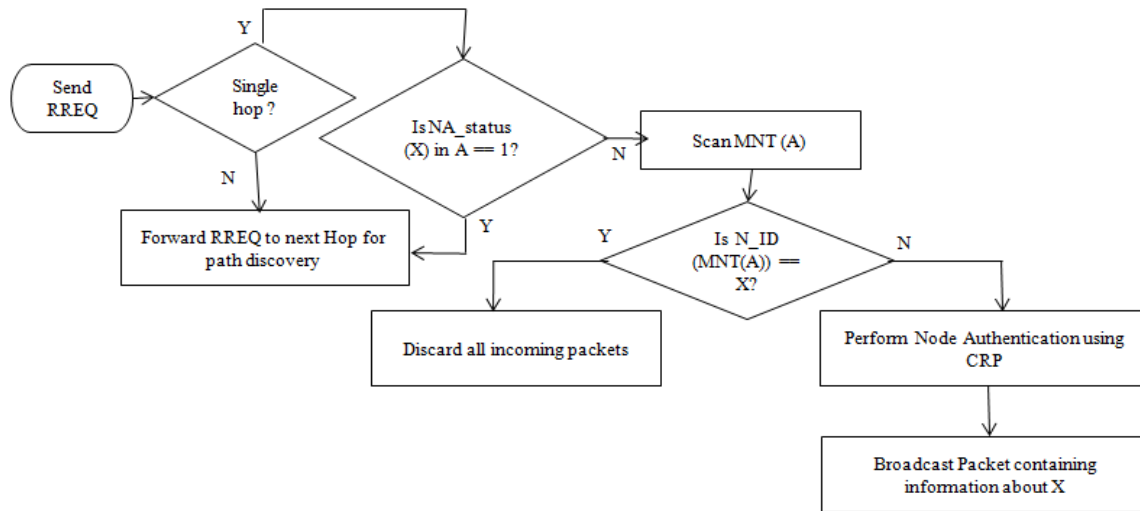 Y
Send
RREQ
Single
hop ?
Is NA_status
(X) in A == 1?
N
Scan MNT (A)
N
Y
Forward RREQ to next Hop for
path discovery
Y
Is N_ID
(MNT(A)) ==
X?
N
Discard all incoming packets
Perform Node Authentication using
CRP
Broadcast Packet containing
information about X